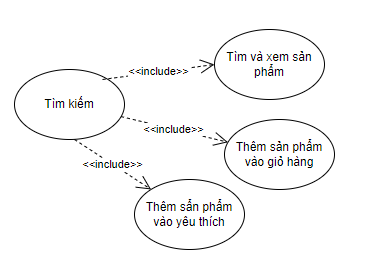 Tìm và xem sản
phẩm
<<include>>
Tìm kiếm
<<include>>
Thêm sản phẩm
vào giỏ hàng
<<include>>
Thêm sẩn phẩm
vào yêu thích